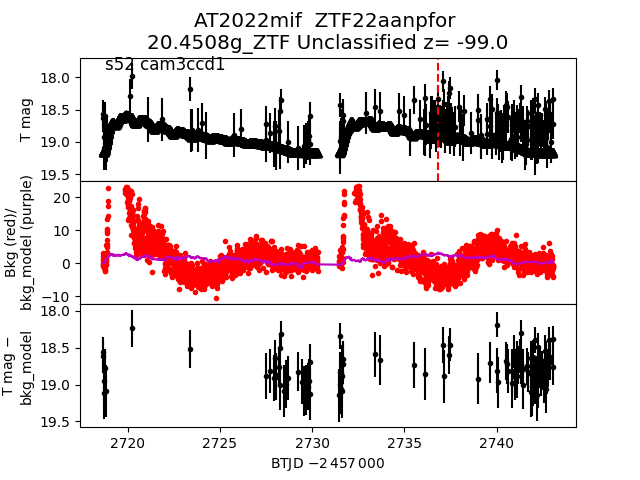 AT2022mif  ZTF22aanpfor
20.4508g_ZTF Unclassified z= -99.0
s52 cam3ccd1
T mag
18.0
18.5
19.0
19.5
Bkg (red)/
bkg_model (purple)
20
10
0
−10
T mag −
bkg_model
18.0
18.5
19.0
19.5
2720
2725
2730
2735
2740
BTJD −2 457 000